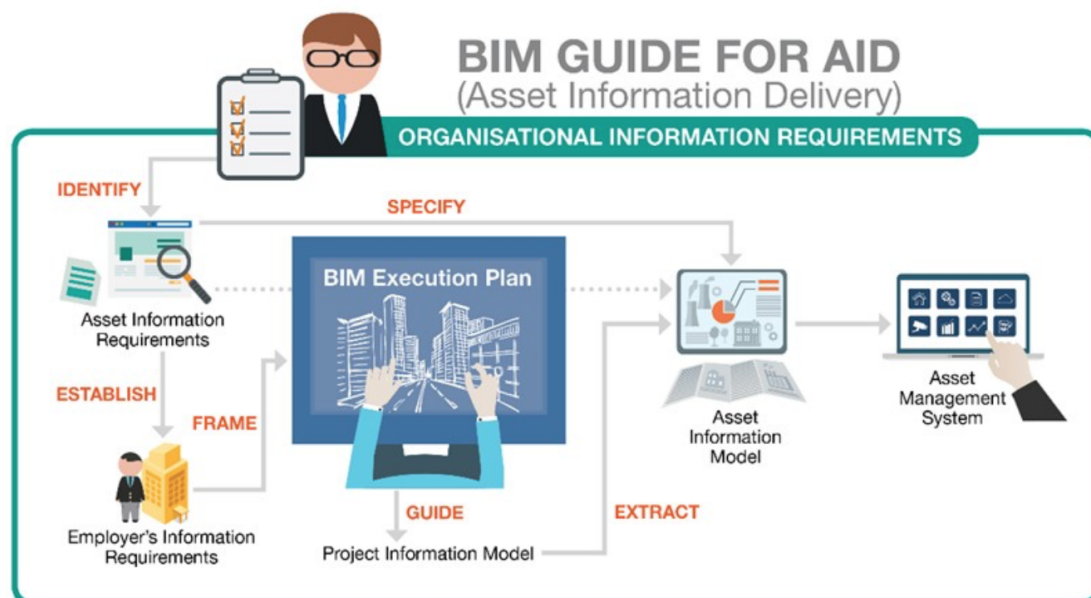 BIM GUIDE FOR AID
(Asset Information Delivery)
ORGANISATIONAL INFORMATION REQUIREMENTS
IDENTIFY
SPECIFY
BIM Execution Plan
Asset Information
Requirements
ESTABLISH
FRAME
Employer's Information
Requirements
GUIDE
Project Information Model
EXTRACT
Asset
Information
Model
Asset
Management
System